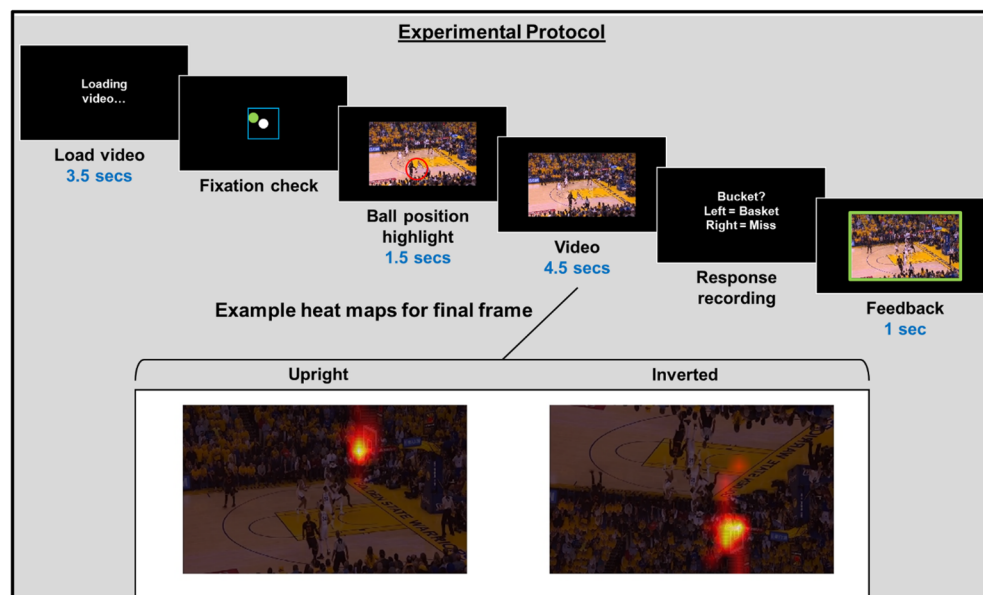 Experimental Protocol
Loading
video...
Load video
3.5 secs
Fixation check
Ball position
highlight
1.5 secs
Video
4.5 secs
Bucket?
Left = Basket
Right = Miss
Response
recording
Feedback
1 sec
Example heat maps for final frame
Upright
Inverted